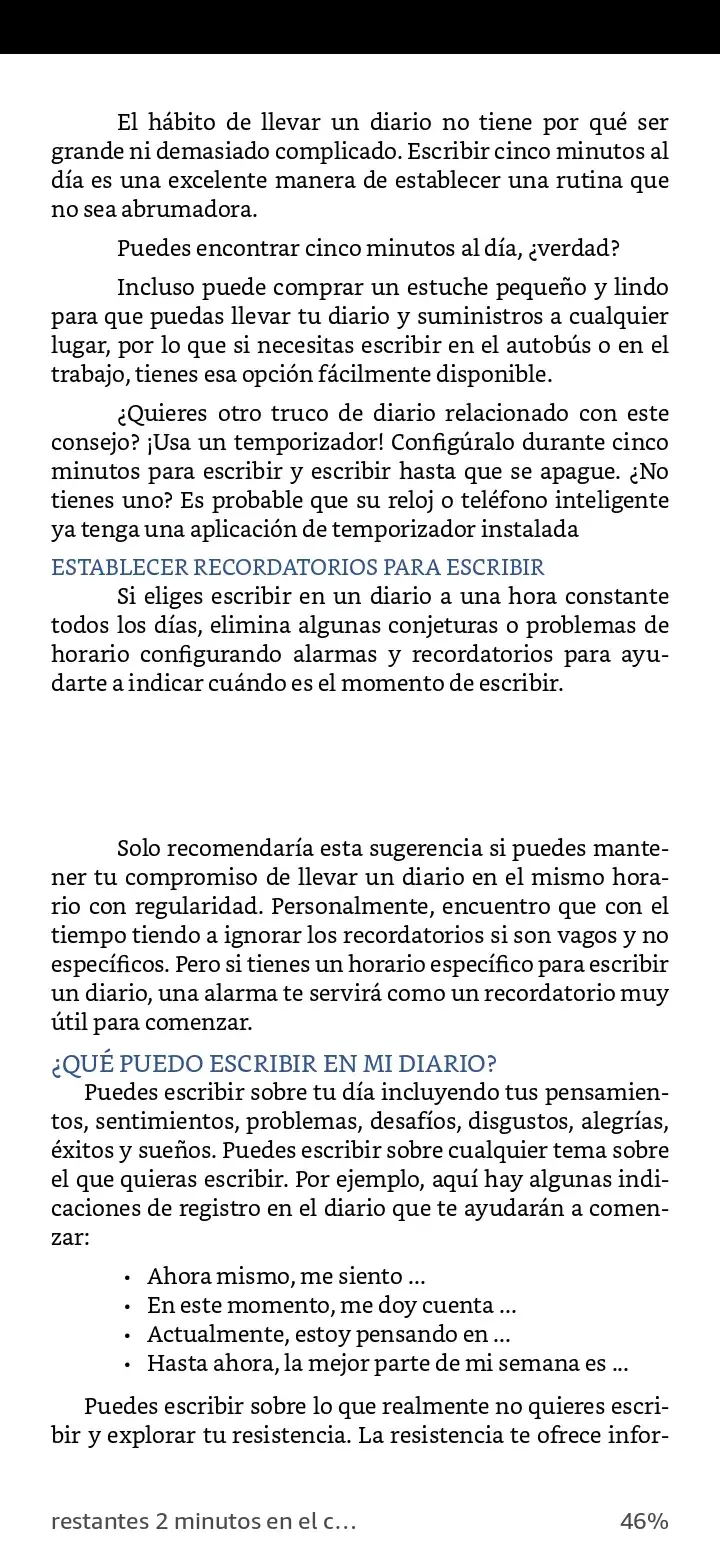 El hábito de llevar un diario no tiene por qué ser
grande ni demasiado complicado. Escribir cinco minutos al
día es una excelente manera de establecer una rutina que
no sea abrumadora.
Puedes encontrar cinco minutos al día, ¿verdad?
Incluso puede comprar un estuche pequeño y lindo
para que puedas llevar tu diario y suministros a cualquier
lugar, por lo que si necesitas escribir en el autobús o en el
trabajo, tienes esa opción fácilmente disponible.
¿Quieres otro truco de diario relacionado con este
consejo? ¡Usa un temporizador! Configúralo durante cinco
minutos para escribir y escribir hasta que se apague. ¿No
tienes uno? Es probable que su reloj o teléfono inteligente
ya tenga una aplicación de temporizador instalada
ESTABLECER RECORDATORIOS PARA ESCRIBIR
Si eliges escribir en un diario a una hora constante
todos los días, elimina algunas conjeturas o problemas de
horario configurando alarmas y recordatorios para ayu-
darte a indicar cuándo es el momento de escribir.
Solo recomendaría esta sugerencia si puedes mante-
ner tu compromiso de llevar un diario en el mismo hora-
rio con regularidad. Personalmente, encuentro que con el
tiempo tiendo a ignorar los recordatorios si son vagos y no
específicos. Pero si tienes un horario específico para escribir
un diario, una alarma te servirá como un recordatorio muy
útil para comenzar.
¿QUÉ PUEDO ESCRIBIR EN MI DIARIO?
Puedes escribir sobre tu día incluyendo tus pensamien-
tos, sentimientos, problemas, desafíos, disgustos, alegrías,
éxitos y sueños. Puedes escribir sobre cualquier tema sobre
el que quieras escribir. Por ejemplo, aquí hay algunas indi-
caciones de registro en el diario que te ayudarán a comen-
zar:
• Ahora mismo, me siento ...
• En este momento, me doy cuenta ...
• Actualmente, estoy pensando en ...
• Hasta ahora, la mejor parte de mi semana es ...
Puedes escribir sobre lo que realmente no quieres escri-
bir y explorar tu resistencia. La resistencia te ofrece infor-
restantes 2 minutos en el c... 46%